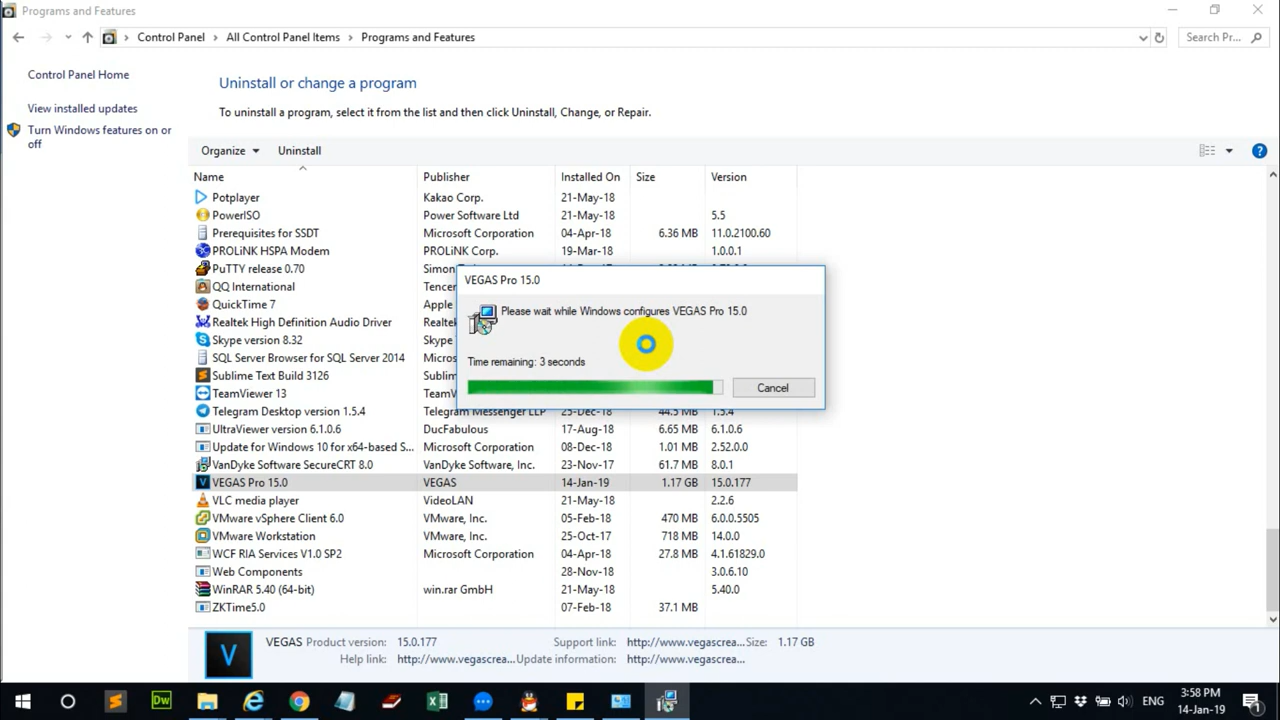 Programs and Features
Control Panel > All Control Panel Items > Programs and Features
Search Pr...
Control Panel Home
View installed updates
Turn Windows features on or
off
Uninstall or change a program
To uninstall a program, select it from the list and then click Uninstall, Change, or Repair.
Organize Uninstall
Name Publisher Installed On Size Version
Potplayer Kakao Corp. 21-May-18
PowerISO Power Software Ltd 21-May-18 5.5
Prerequisites for SSDT Microsoft Corporation 04-Apr-18 6.36 MB 11.0.2100.60
PROLiNK HSPA Modem PROLiNK Corp. 19-Mar-18 1.0.0.1
PuTTY release 0.70 Simon
QQ International Tencen
QuickTime 7 Apple
Realtek High Definition Audio Driver Realtek
Skype version 8.32 Skype
SQL Server Browser for SQL Server 2014 Micros
Sublime Text Build 3126 Sublim
TeamViewer 13 TeamV
Telegram Desktop version 1.5.4 Telegram Messenger LLP 25-Dec-18 44.5 MB 1.5.4
UltraViewer version 6.1.0.6 DucFabulous 17-Aug-18 6.65 MB 6.1.0.6
Update for Windows 10 for x64-based S... Microsoft Corporation 08-Dec-18 1.01 MB 2.52.0.0
VanDyke Software SecureCRT 8.0 VanDyke Software, Inc. 23-Nov-17 61.7 MB 8.0.1
VEGAS Pro 15.0 VEGAS 14-Jan-19 1.17 GB 15.0.177
VLC media player VideoLAN 21-May-18 2.2.6
VMware vSphere Client 6.0 VMware, Inc. 05-Feb-18 470 MB 6.0.0.5505
VMware Workstation VMware, Inc. 25-Oct-17 718 MB 14.0.0
WCF RIA Services V1.0 SP2 Microsoft Corporation 04-Apr-18 27.8 MB 4.1.61829.0
Web Components 28-Nov-18 3.0.6.10
WinRAR 5.40 (64-bit) win.rar GmbH 21-May-18 5.40.0
ZKTime5.0 07-Feb-18 37.1 MB
VEGAS Pro 15.0
Please wait while Windows configures VEGAS Pro 15.0
Time remaining: 3 seconds
Cancel
VEGAS Product version: 15.0.177 Support link: http://www.vegascrea... Size: 1.17 GB
Help link: http://www.vegascrea... Update information: http://www.vegascrea...
V
Dw
ENG
3:58 PM
14-Jan-19
1